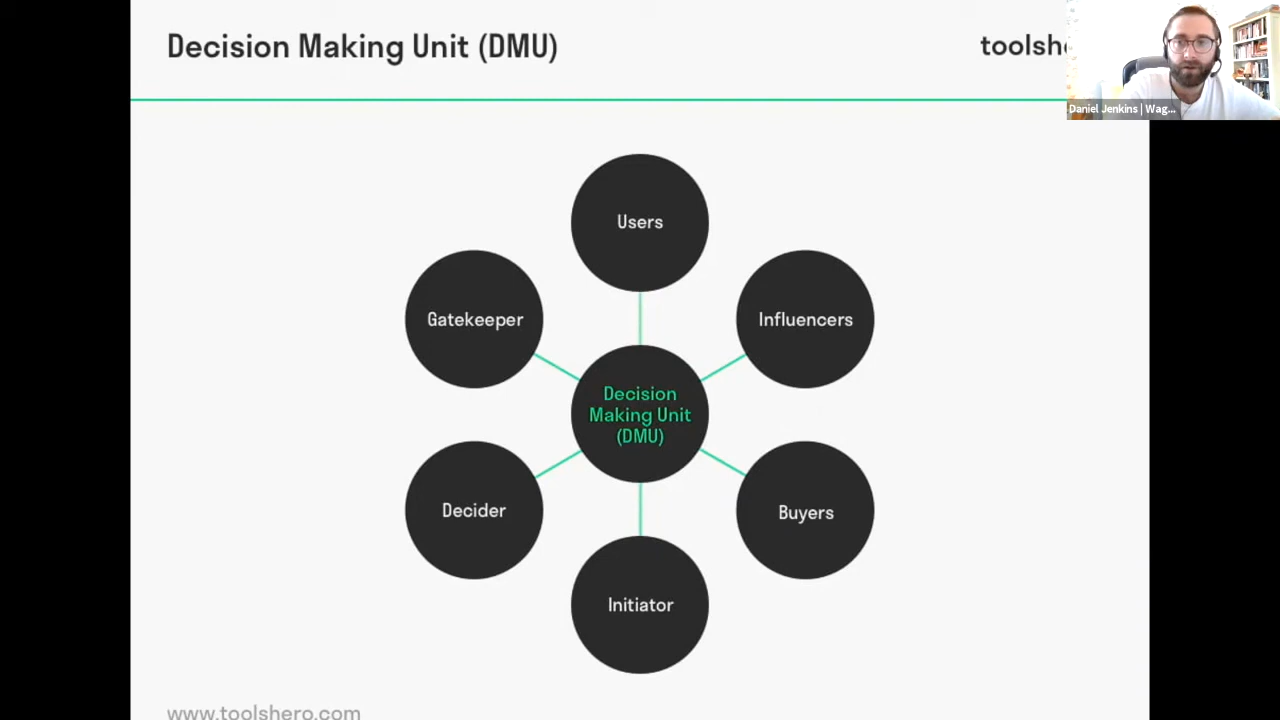 Decision Making Unit (DMU)
toolshe
Daniel Jenkins | Wag...
Users
Gatekeeper
Influencers
Decision
Making Unit
(DMU)
Decider
Buyers
Initiator
www.toolshero.com